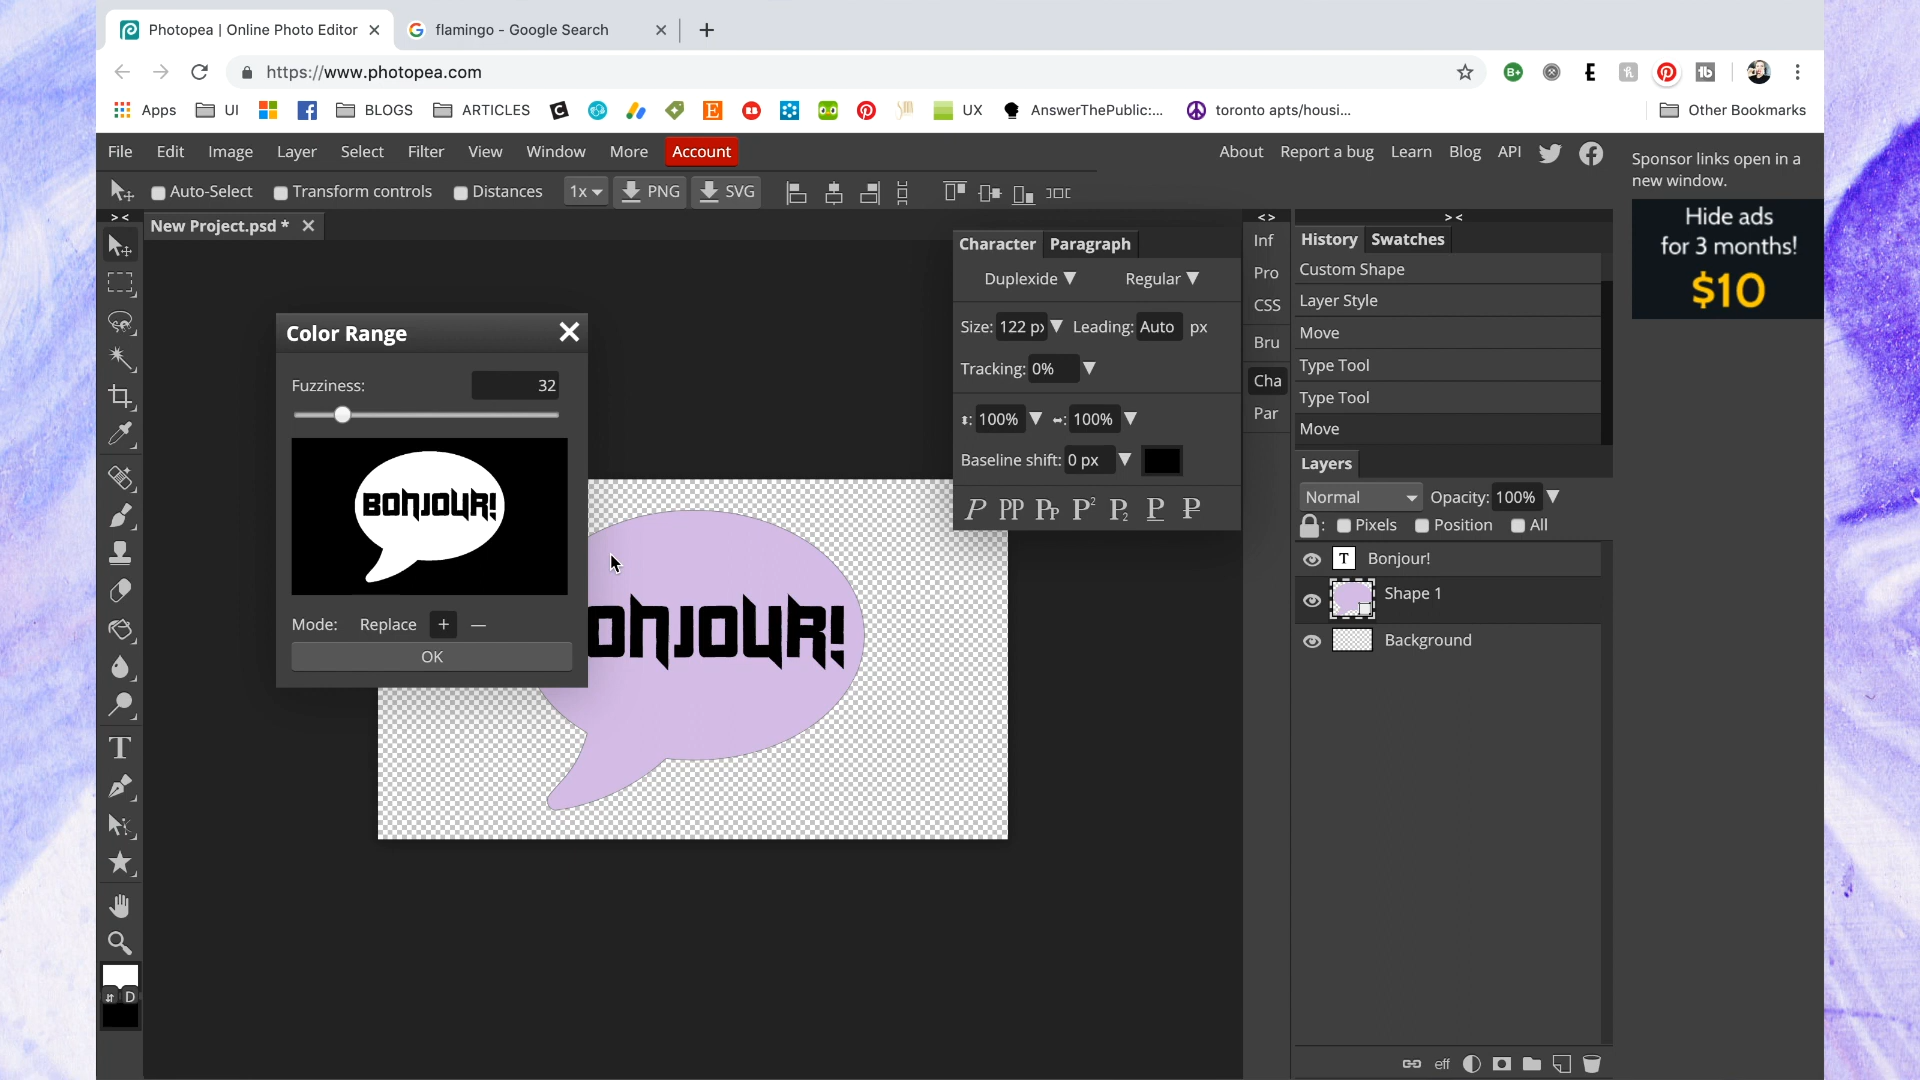 Photopea | Online Photo Editor
flamingo - Google Search
https://www.photopea.com
Apps UI BLOGS ARTICLES UX AnswerThePublic:... toronto apts/housi... Other Bookmarks
File Edit Image Layer Select Filter View Window More Account About Report a bug Learn Blog API
Auto-Select Transform controls Distances 1x PNG SVG
Sponsor links open in a
new window.
Hide ads
for 3 months!
$10
New Project.psd *
Color Range
Fuzziness: 32
BONJOUR!
Mode: Replace + —
OK
BONJOUR!
Character Paragraph
Duplexide Regular
Size: 122 px Leading: Auto px
Tracking: 0%
100% 100%
Baseline shift: 0 px
Inf
Pro
CSS
Bru
Cha
Par
History Swatches
Custom Shape
Layer Style
Move
Type Tool
Type Tool
Move
Layers
Normal Opacity: 100%
: Pixels Position All
T Bonjour!
Shape 1
Background
D
eff